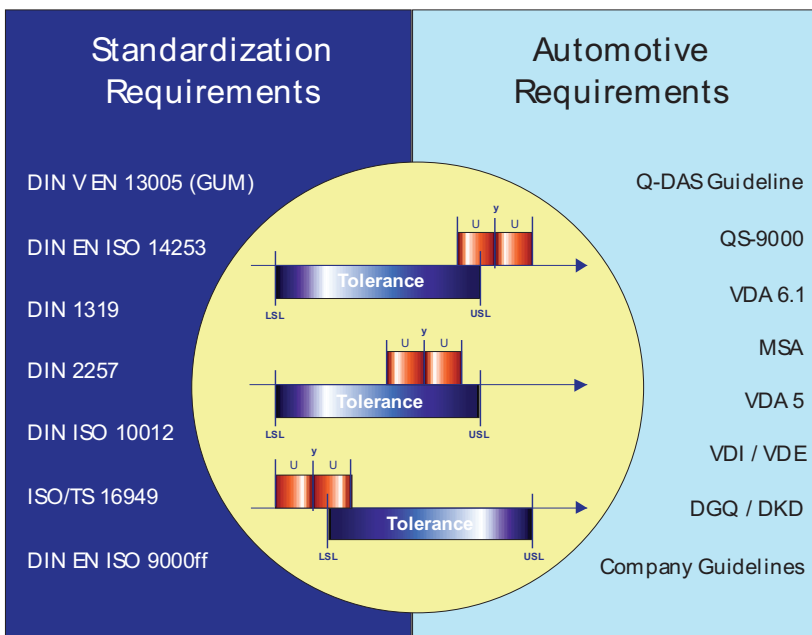 Standardization
Requirements
DIN V EN 13005 (GUM)
DIN EN ISO 14253
DIN 1319
DIN 2257
DIN ISO 10012
ISO/TS 16949
DIN EN ISO 9000ff
Automotive
Requirements
Q-DAS Guideline
QS-9000
VDA 6.1
MSA
VDA 5
VDI / VDE
DGQ / DKD
Company Guidelines
y
U U
Tolerance
LSL USL
y
U U
Tolerance
LSL USL
y
U U
Tolerance
LSL USL